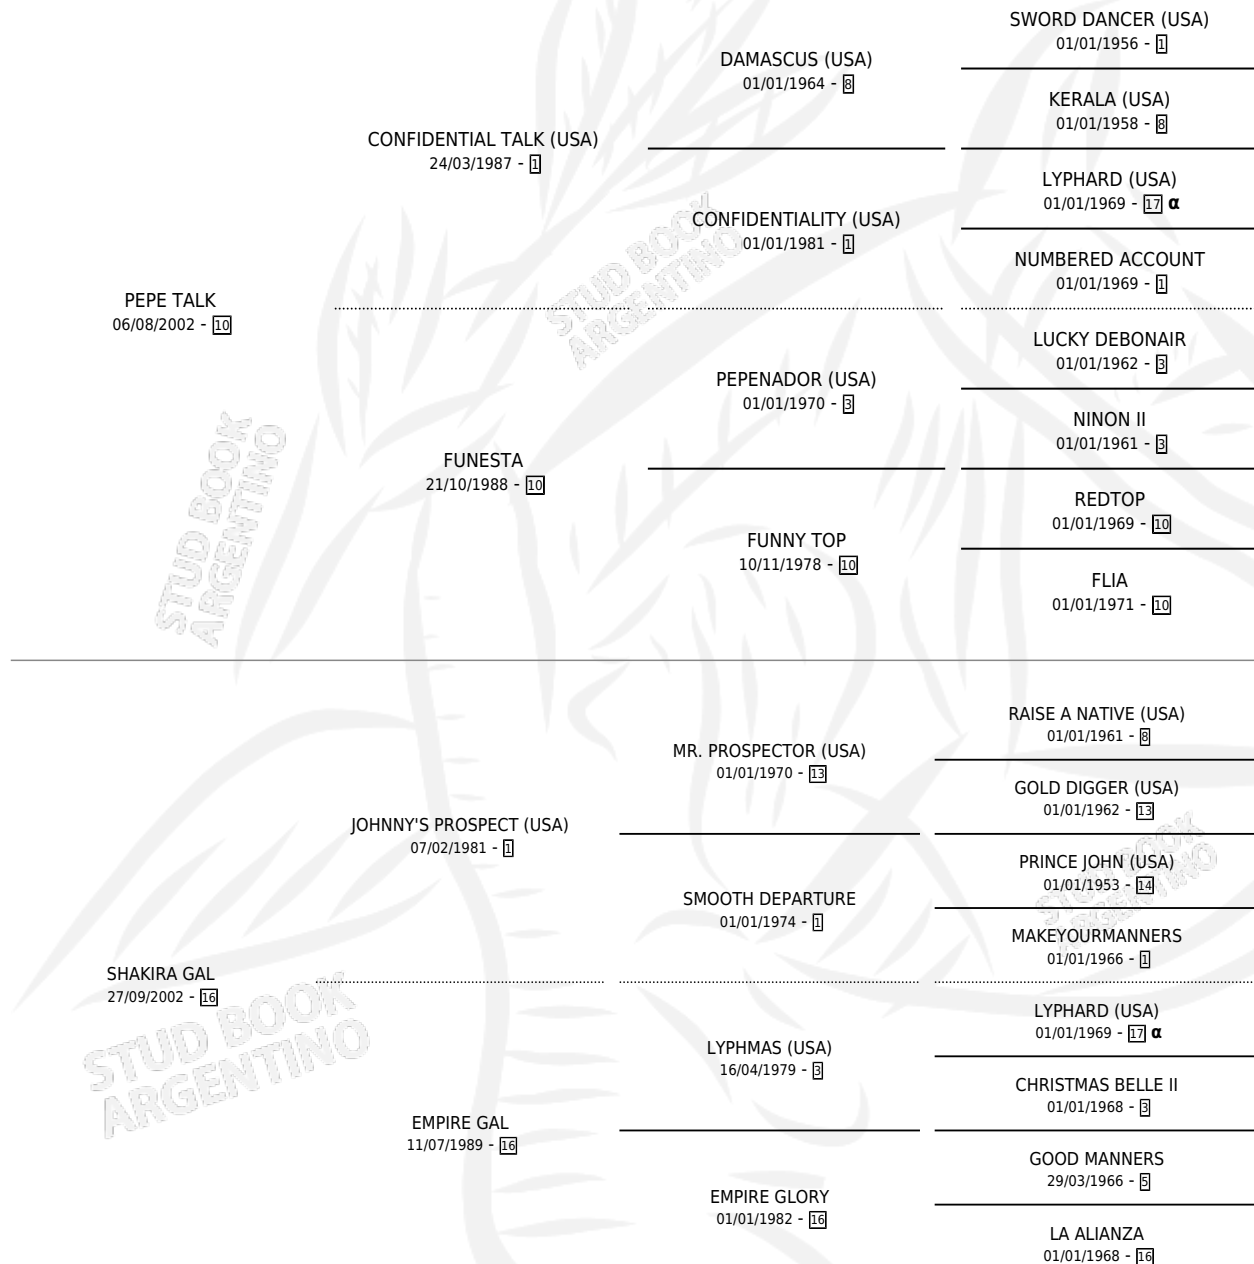 SWORD DANCER (USA)
01/01/1956 - 1
DAMASCUS (USA)
01/01/1964 - 8
KERALA (USA)
01/01/1958 - 8
CONFIDENTIAL TALK (USA)
24/03/1987 - 1
LYPHARD (USA)
01/01/1969 - 17 α
CONFIDENTIALITY (USA)
01/01/1981 - 1
NUMBERED ACCOUNT
01/01/1969 - 1
PEPE TALK
06/08/2002 - 10
LUCKY DEBONAIR
01/01/1962 - 3
PEPENADOR (USA)
01/01/1970 - 3
NINON II
01/01/1961 - 3
FUNESTA
21/10/1988 - 10
REDTOP
01/01/1969 - 10
FUNNY TOP
10/11/1978 - 10
FLIA
01/01/1971 - 10
RAISE A NATIVE (USA)
01/01/1961 - 8
MR. PROSPECTOR (USA)
01/01/1970 - 13
GOLD DIGGER (USA)
01/01/1962 - 13
JOHNNY'S PROSPECT (USA)
07/02/1981 - 1
PRINCE JOHN (USA)
01/01/1953 - 14
SMOOTH DEPARTURE
01/01/1974 - 1
MAKEYOURMANNERS
01/01/1966 - 1
SHAKIRA GAL
27/09/2002 - 16
LYPHARD (USA)
01/01/1969 - 17 α
LYPHMAS (USA)
16/04/1979 - 3
CHRISTMAS BELLE II
01/01/1968 - 3
EMPIRE GAL
11/07/1989 - 16
GOOD MANNERS
29/03/1966 - 5
EMPIRE GLORY
01/01/1982 - 16
LA ALIANZA
01/01/1968 - 16
STUD BOOK
ARGENTINO
STUD BOOK
ARGENTINO
STUD BOOK
ARGENTINO
STUD BOOK
ARGENTINO